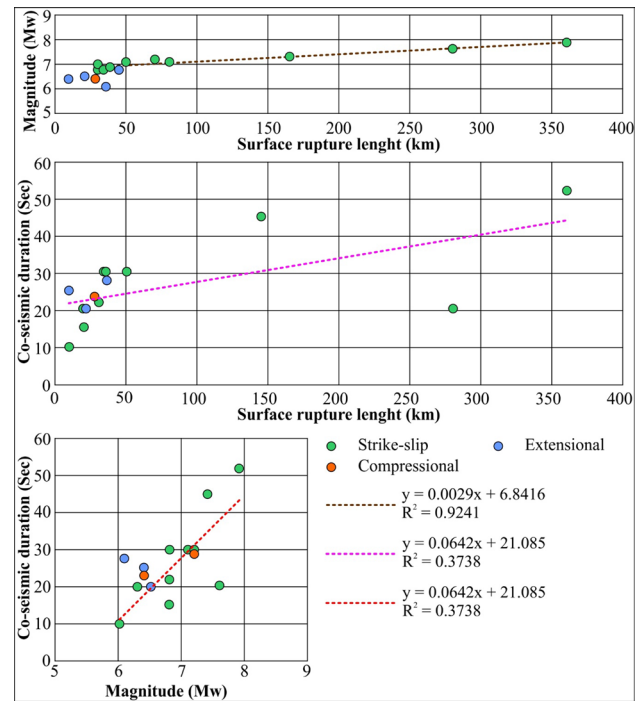 Magnitude (Mw)
9
8
7
6
5
0
50
100
150
200
250
300
350
400
Surface rupture lenght (km)
Co-seismic duration (Sec)
60
50
40
30
20
10
0
0
50
100
150
200
250
300
350
400
Surface rupture lenght (km)
Co-seismic duration (Sec)
60
50
40
30
20
10
0
5
6
7
8
9
Magnitude (Mw)
Strike-slip
Extensional
Compressional
y = 0.0029x + 6.8416
R² = 0.9241
y = 0.0642x + 21.085
R² = 0.3738
y = 0.0642x + 21.085
R² = 0.3738